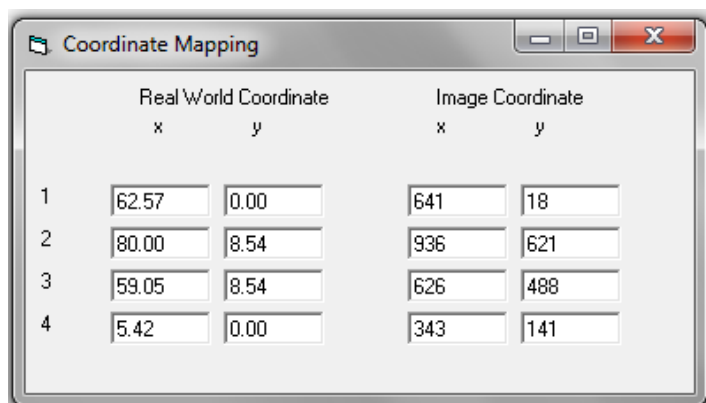 Coordinate Mapping
Real World Coordinate Image Coordinate
x y x y
1 62.57 0.00 641 18
2 80.00 8.54 936 621
3 59.05 8.54 626 488
4 5.42 0.00 343 141